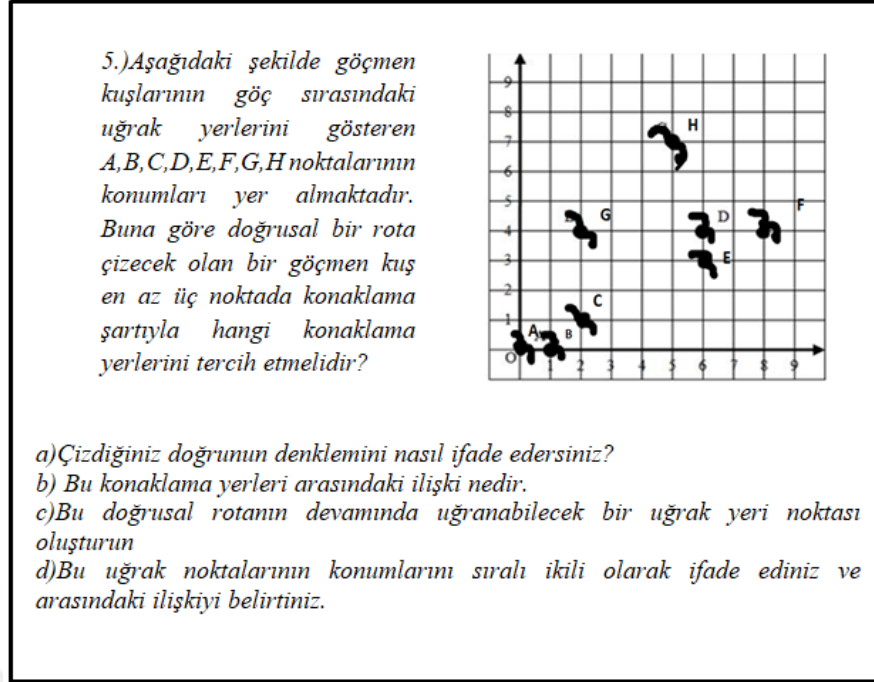 5.)Aşağıdaki şekilde göçmen
kuşlarının göç sırasındaki
uğrak yerlerini gösteren
A,B,C,D,E,F,G,H noktalarının
konumları yer almaktadır.
Buna göre doğrusal bir rota
çizecek olan bir göçmen kuş
en az üç noktada konaklama
şartıyla hangi konaklama
yerlerini tercih etmelidir?
9
8
H
7
6
5
G
D
F
4
3
E
2
C
1
A
B
O
1 2 3 4 5 6 7 8 9
a)Çizdiğiniz doğrunun denklemini nasıl ifade edersiniz?
b) Bu konaklama yerleri arasındaki ilişki nedir.
c)Bu doğrusal rotanın devamında uğranabilecek bir uğrak yeri noktası
oluşturun
d)Bu uğrak noktalarının konumlarını sıralı ikili olarak ifade ediniz ve
arasındaki ilişkiyi belirtiniz.